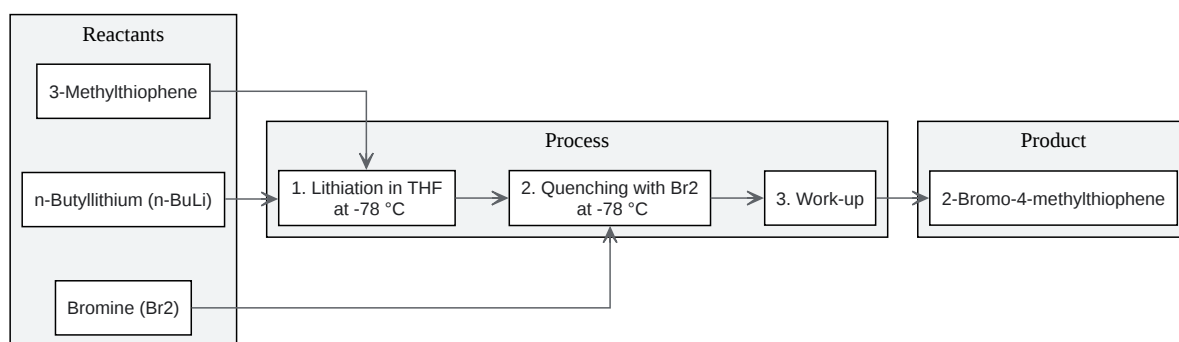 Reactants
3-Methylthiophene
n-Butyllithium (n-BuLi)
Bromine (Br2)
Process
1. Lithiation in THF
at -78 °C
2. Quenching with Br2
at -78 °C
3. Work-up
Product
2-Bromo-4-methylthiophene